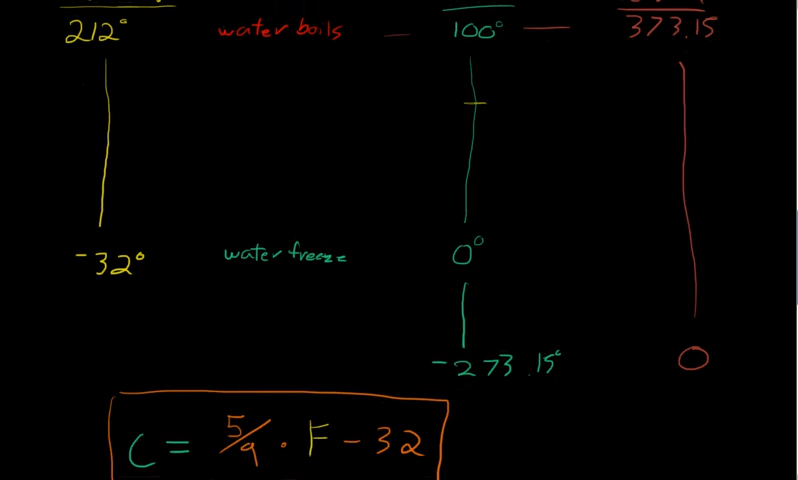 212° water boils — 100° — 373.15
-32° water freeze 0°
-273.15° 0
C = 5/9 · F - 32